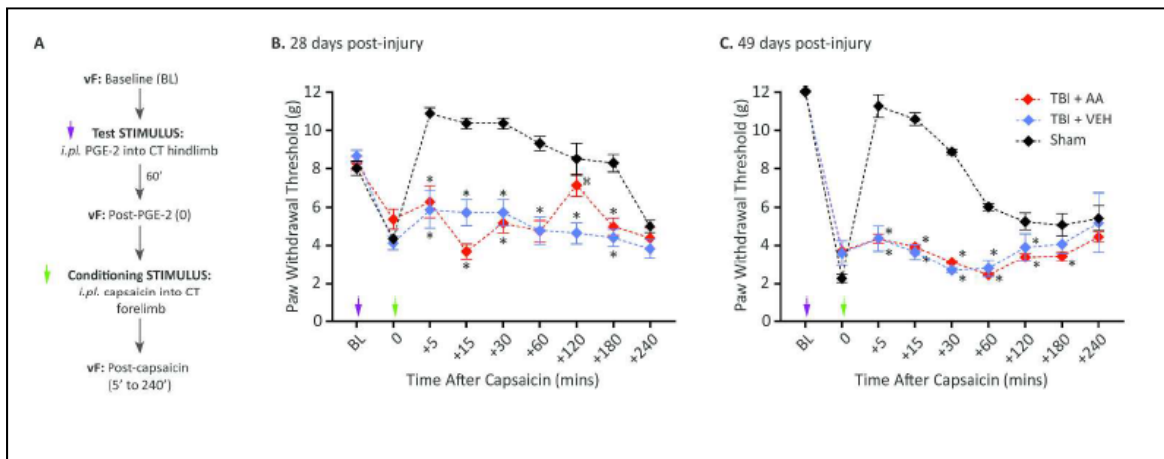 A
vF: Baseline (BL)
Test STIMULUS:
i.pl. PGE-2 into CT hindlimb
60'
vF: Post-PGE-2 (0)
Conditioning STIMULUS:
i.pl. capsaicin into CT
forelimb
vF: Post-capsaicin
(5' to 240')
B. 28 days post-injury
Paw Withdrawal Threshold (g)
12
10
8
6
4
2
0
* * * * * * *
* * * *
BL 0 +5 +15 +30 +60 +120 +180 +240
Time After Capsaicin (mins)
C. 49 days post-injury
Paw Withdrawal Threshold (g)
12
10
8
6
4
2
0
TBI + AA
TBI + VEH
Sham
* * * * * *
* * * * *
BL 0 +5 +15 +30 +60 +120 +180 +240
Time After Capsaicin (mins)